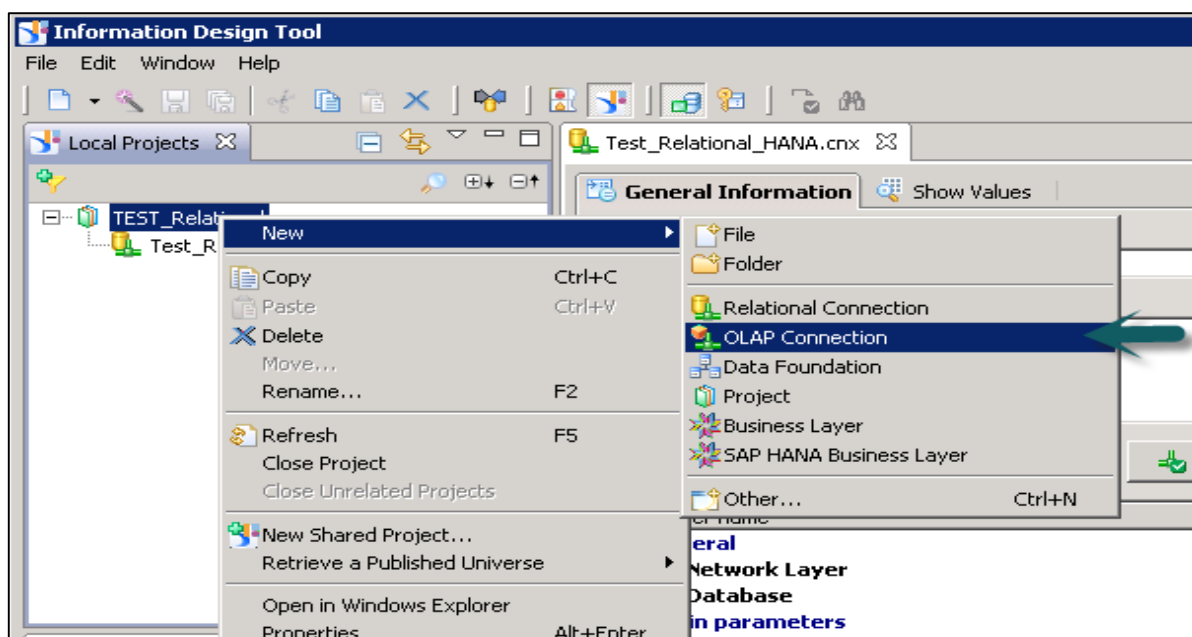 Information Design Tool
File Edit Window Help
Local Projects
Test_Relational_HANA.cnx
General Information Show Values
TEST_Relational
Test_R
New
Copy Ctrl+C
Paste Ctrl+V
Delete
Move...
Rename... F2
Refresh F5
Close Project
Close Unrelated Projects
New Shared Project...
Retrieve a Published Universe
Open in Windows Explorer
Properties Alt+Enter
File
Folder
Relational Connection
OLAP Connection
Data Foundation
Project
Business Layer
SAP HANA Business Layer
Other... Ctrl+N
eral
Network Layer
Database
in parameters